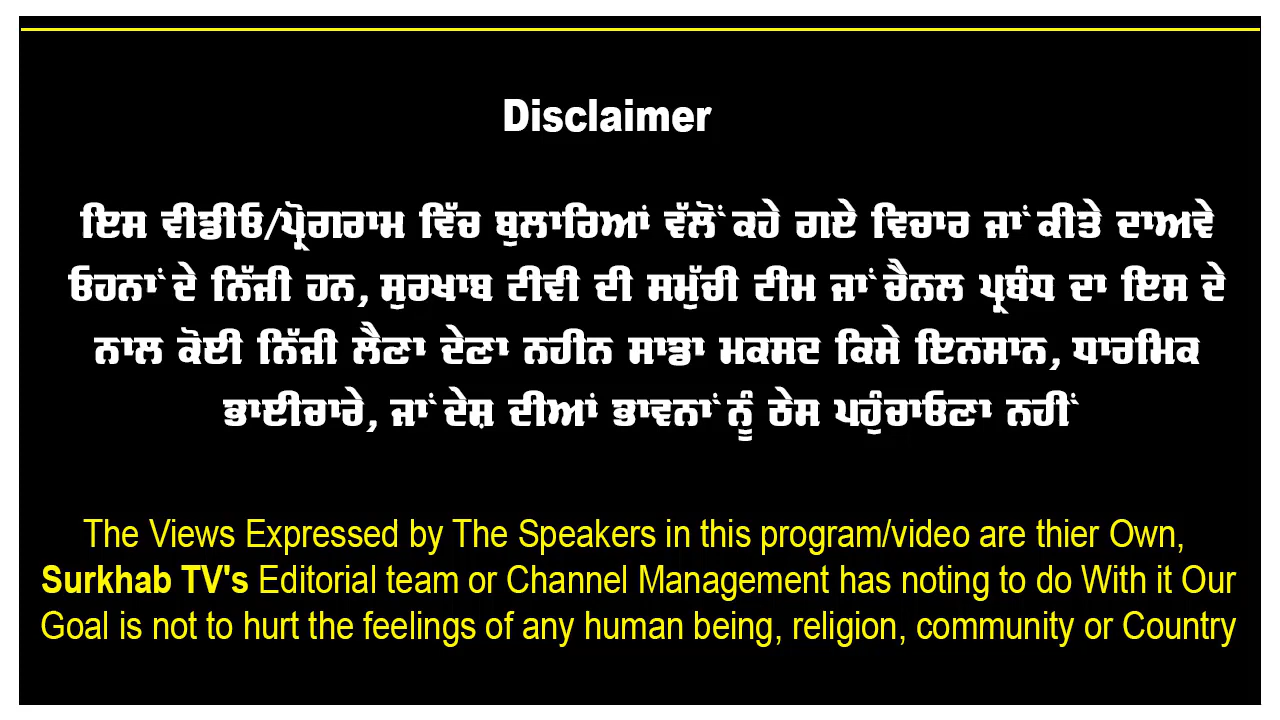 Disclaimer
ਇਸ ਵੀਡੀਓ/ਪ੍ਰੋਗਰਾਮ ਵਿੱਚ ਬੁਲਾਰਿਆਂ ਵੱਲੋਂ ਕਹੇ ਗਏ ਵਿਚਾਰ ਜਾਂ ਕੀਤੇ ਦਾਅਵੇ
ਓਹਨਾਂ ਦੇ ਨਿੱਜੀ ਹਨ, ਸੁਰਖਾਬ ਟੀਵੀ ਦੀ ਸਮੁੱਚੀ ਟੀਮ ਜਾਂ ਚੈਨਲ ਪ੍ਰਬੰਧ ਦਾ ਇਸ ਦੇ
ਨਾਲ ਕੋਈ ਨਿੱਜੀ ਲੈਣਾ ਦੇਣਾ ਨਹੀਨ ਸਾਡਾ ਮਕਸਦ ਕਿਸੇ ਇਨਸਾਨ, ਧਾਰਮਿਕ
ਭਾਈਚਾਰੇ, ਜਾਂ ਦੇਸ਼ ਦੀਆਂ ਭਾਵਨਾਂ ਨੂੰ ਠੇਸ ਪਹੁੰਚਾਓਣਾ ਨਹੀਂ
The Views Expressed by The Speakers in this program/video are thier Own,
Surkhab TV's Editorial team or Channel Management has noting to do With it Our
Goal is not to hurt the feelings of any human being, religion, community or Country